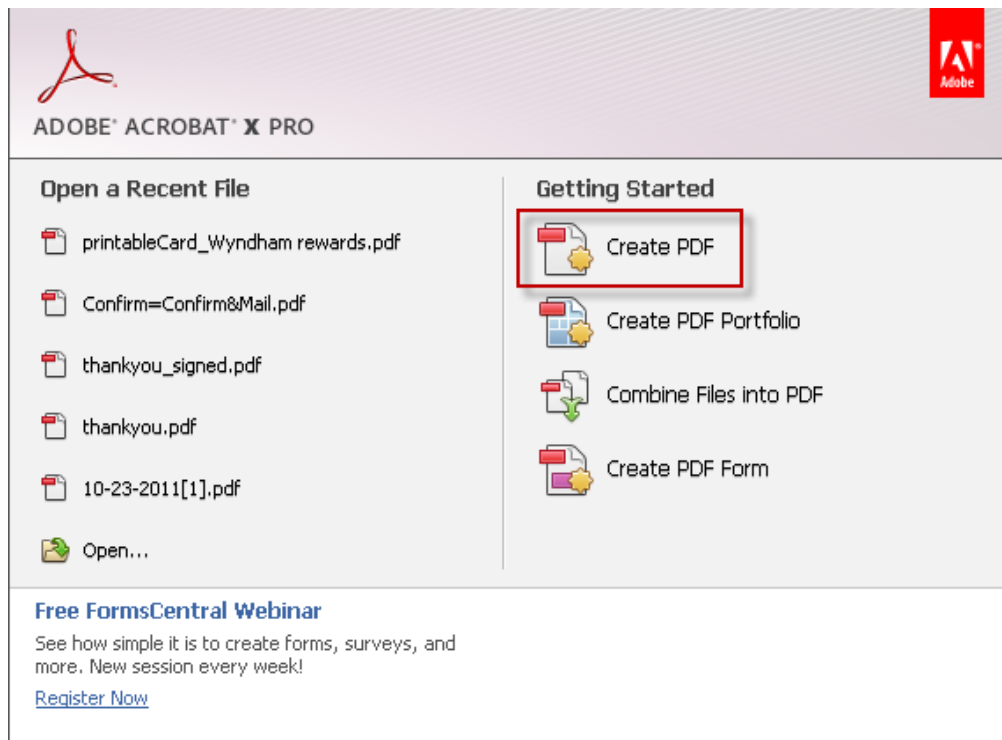 Adobe
ADOBE® ACROBAT® X PRO
Open a Recent File
printableCard_Wyndham rewards.pdf
Confirm=Confirm&Mail.pdf
thankyou_signed.pdf
thankyou.pdf
10-23-2011[1].pdf
Open...
Getting Started
Create PDF
Create PDF Portfolio
Combine Files into PDF
Create PDF Form
Free FormsCentral Webinar
See how simple it is to create forms, surveys, and
more. New session every week!
Register Now